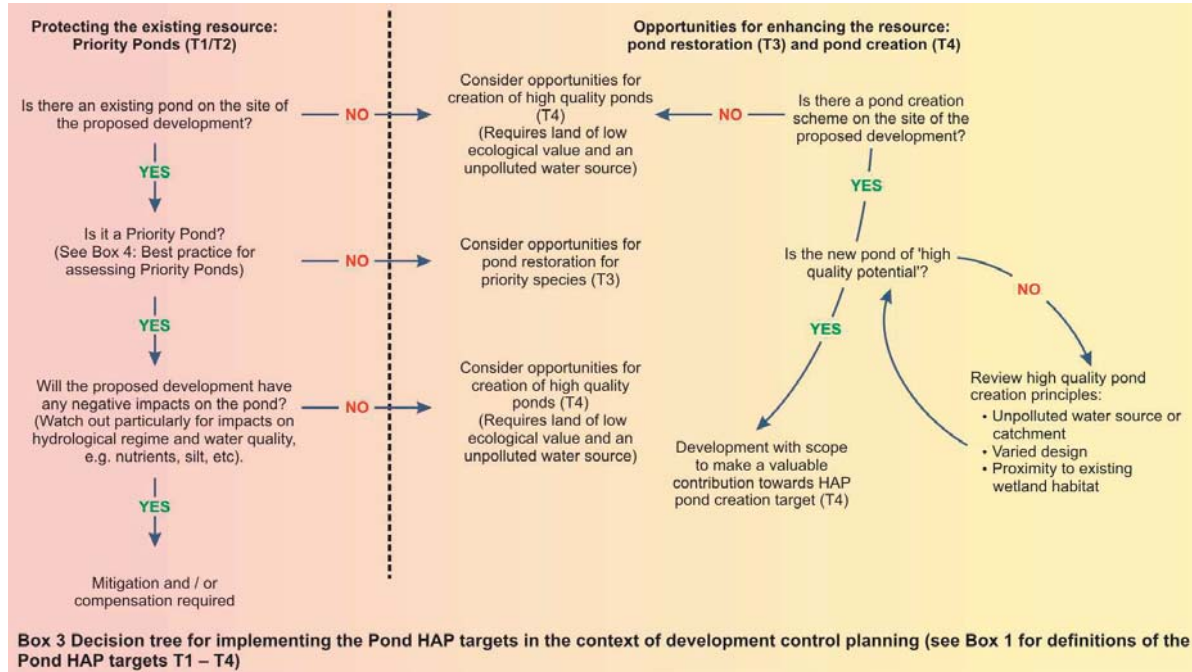 Protecting the existing resource:
Priority Ponds (T1/T2)
Is there an existing pond on the site of
the proposed development?
NO
YES
Is it a Priority Pond?
(See Box 4: Best practice for
assessing Priority Ponds)
NO
YES
Will the proposed development have
any negative impacts on the pond?
(Watch out particularly for impacts on
hydrological regime and water quality,
e.g. nutrients, silt, etc).
NO
YES
Mitigation and / or
compensation required
Opportunities for enhancing the resource:
pond restoration (T3) and pond creation (T4)
Consider opportunities for
creation of high quality ponds
(T4)
(Requires land of low
ecological value and an
unpolluted water source)
Consider opportunities for
pond restoration for
priority species (T3)
Consider opportunities for
creation of high quality
ponds (T4)
(Requires land of low
ecological value and an
unpolluted water source)
NO
Is there a pond creation
scheme on the site of the
proposed development?
YES
Is the new pond of 'high
quality potential'?
NO
YES
Review high quality pond
creation principles:
• Unpolluted water source or
catchment
• Varied design
• Proximity to existing
wetland habitat
Development with scope
to make a valuable
contribution towards HAP
pond creation target (T4)
Box 3 Decision tree for implementing the Pond HAP targets in the context of development control planning (see Box 1 for definitions of the
Pond HAP targets T1 – T4)